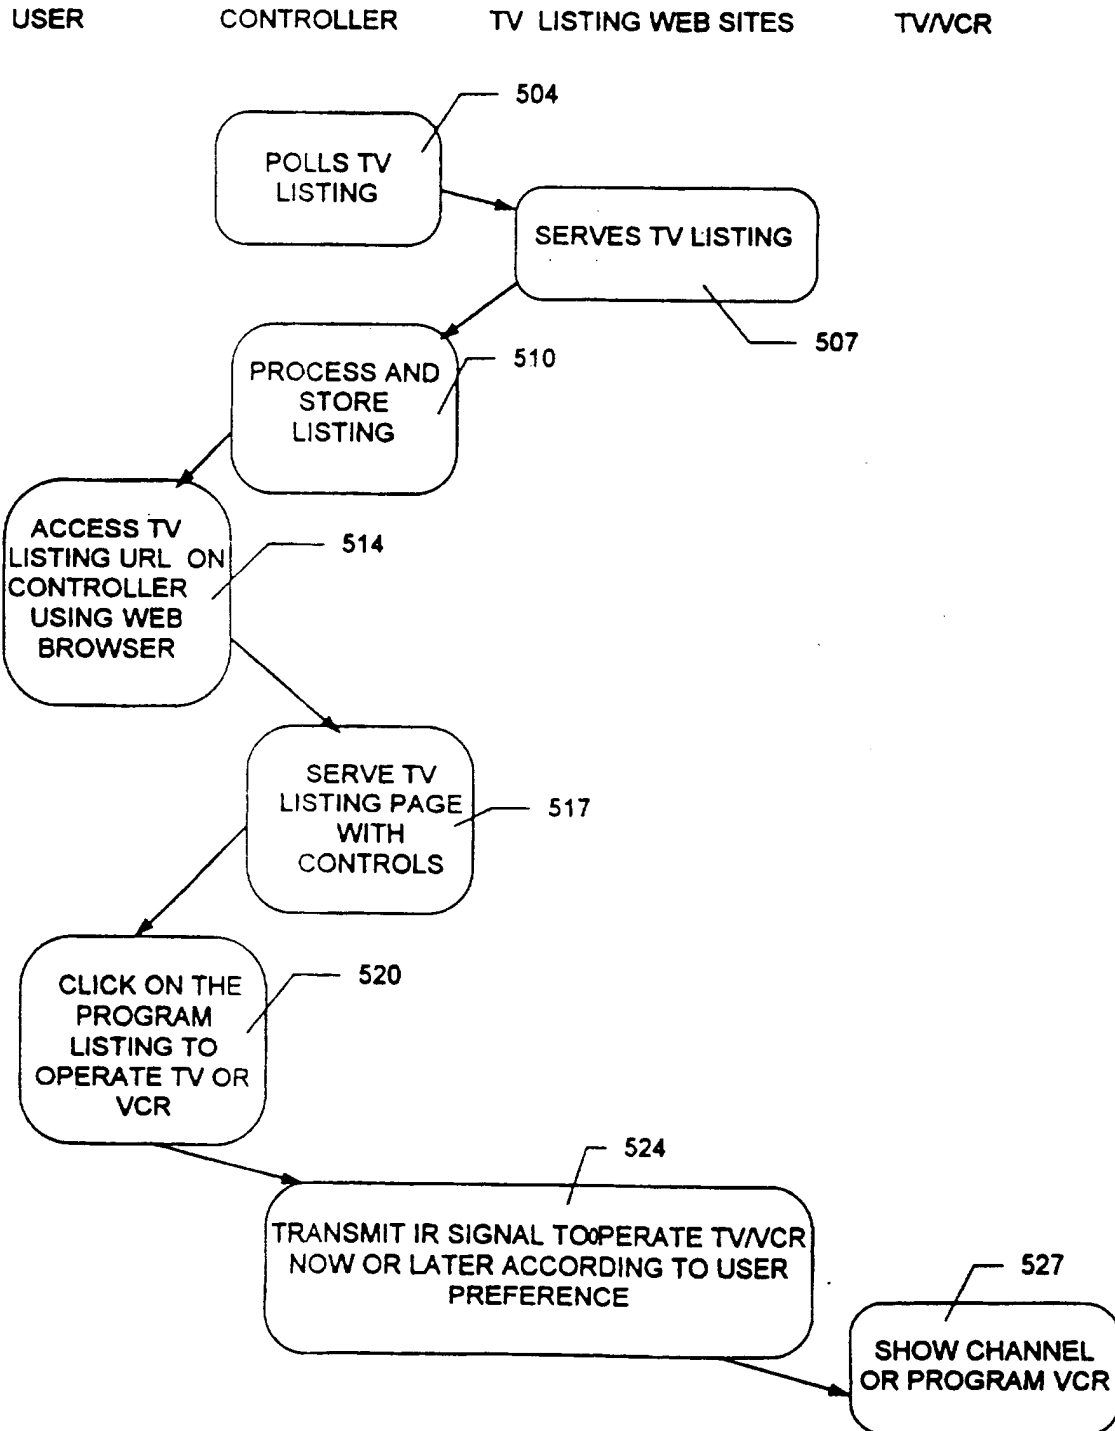 USER CONTROLLER TV LISTING WEB SITES TV/VCR
504
POLLS TV
LISTING
SERVES TV LISTING
507
510
PROCESS AND
STORE
LISTING
ACCESS TV
LISTING URL ON
CONTROLLER
USING WEB
BROWSER
514
SERVE TV
LISTING PAGE
WITH
CONTROLS
517
CLICK ON THE
PROGRAM
LISTING TO
OPERATE TV OR
VCR
520
524
TRANSMIT IR SIGNAL TO OPERATE TV/VCR
NOW OR LATER ACCORDING TO USER
PREFERENCE
527
SHOW CHANNEL
OR PROGRAM VCR